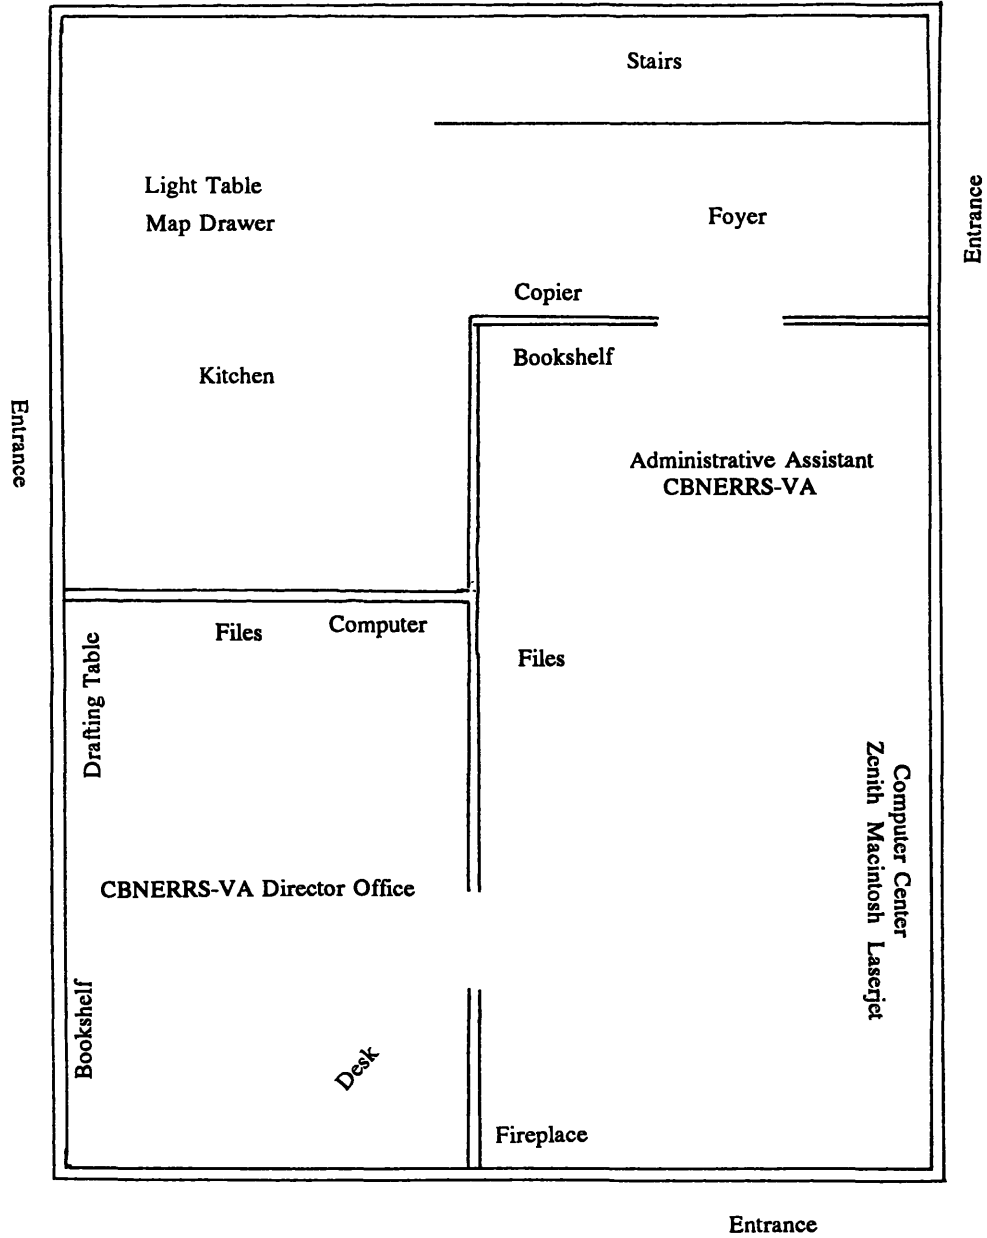 Stairs
Light Table
Map Drawer
Foyer
Entrance
Copier
Bookshelf
Kitchen
Entrance
Administrative Assistant
CBNERRS-VA
Files
Computer
Files
Drafting Table
Computer Center
Zenith Macintosh Laserjet
CBNERRS-VA Director Office
Bookshelf
Desk
Fireplace
Entrance